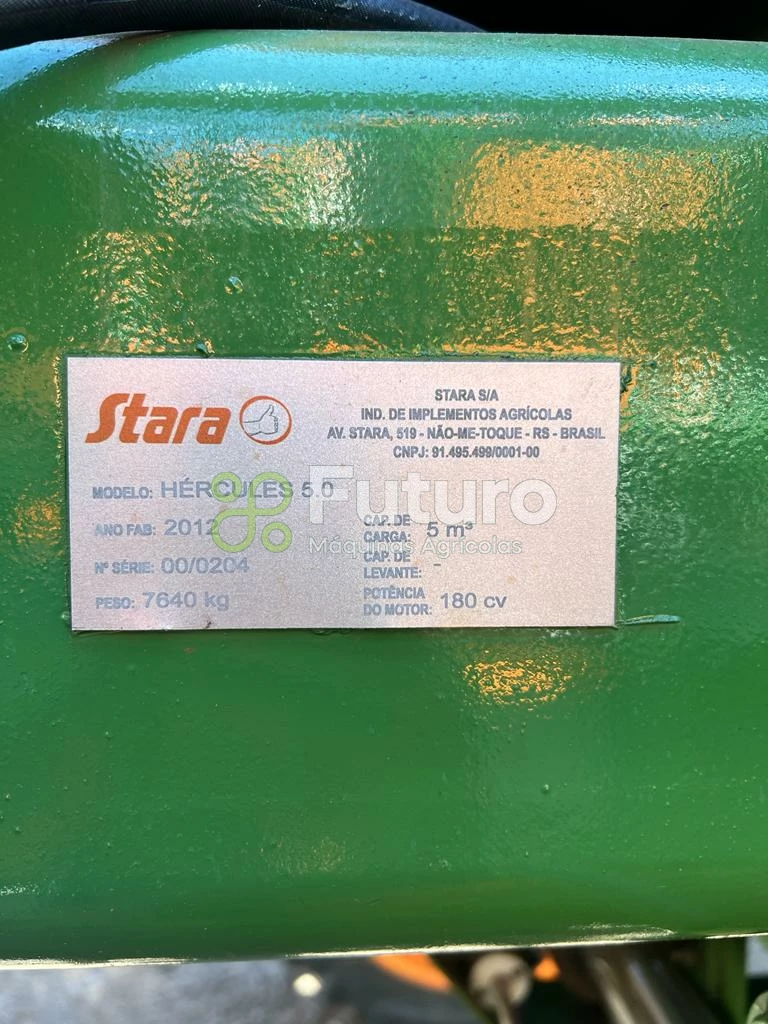 Stara
STARA S/A
IND. DE IMPLEMENTOS AGRÍCOLAS
AV. STARA, 519 - NÃO-ME-TOQUE - RS - BRASIL
CNPJ: 91.495.499/0001-00
MODELO: HÉRCULES 5.0
ANO FAB: 2012
CAP. DE CARGA: 5 m³
Nº SÉRIE: 00/0204
CAP. DE LEVANTE: -
PESO: 7640 kg
POTÊNCIA DO MOTOR: 180 cv
Futuro
Máquinas Agrícolas